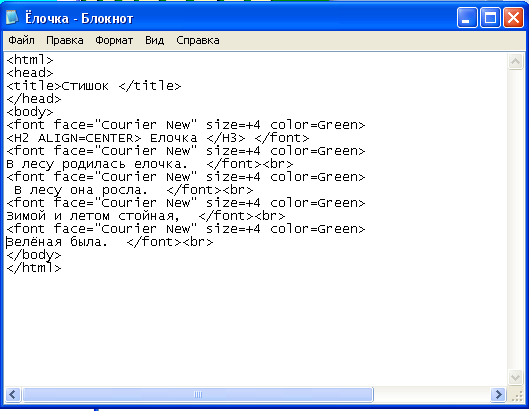 Ёлочка - Блокнот
Файл Правка Формат Вид Справка
<html>
<head>
<title>Стишок </title>
</head>
<body>
<font face="Courier New" size=+4 color=Green>
<H2 ALIGN=CENTER> Елочка </H3> </font>
<font face="Courier New" size=+4 color=Green>
В лесу родилась елочка.  </font><br>
<font face="Courier New" size=+4 color=Green>
 В лесу она росла.  </font><br>
<font face="Courier New" size=+4 color=Green>
Зимой и летом стойная,  </font><br>
<font face="Courier New" size=+4 color=Green>
Зелёная была.  </font><br>
</body>
</html>